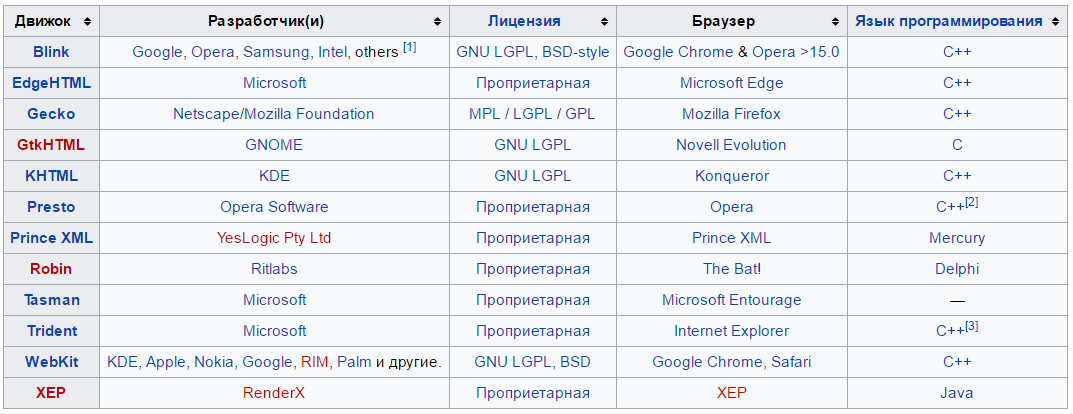 Движок Разработчик(и) Лицензия Браузер Язык программирования
Blink Google, Opera, Samsung, Intel, others [1] GNU LGPL, BSD-style Google Chrome & Opera >15.0 C++
EdgeHTML Microsoft Проприетарная Microsoft Edge C++
Gecko Netscape/Mozilla Foundation MPL / LGPL / GPL Mozilla Firefox C++
GtkHTML GNOME GNU LGPL Novell Evolution C
KHTML KDE GNU LGPL Konqueror C++
Presto Opera Software Проприетарная Opera C++[2]
Prince XML YesLogic Pty Ltd Проприетарная Prince XML Mercury
Robin Ritlabs Проприетарная The Bat! Delphi
Tasman Microsoft Проприетарная Microsoft Entourage —
Trident Microsoft Проприетарная Internet Explorer C++[3]
WebKit KDE, Apple, Nokia, Google, RIM, Palm и другие. GNU LGPL, BSD Google Chrome, Safari C++
XEP RenderX Проприетарная XEP Java